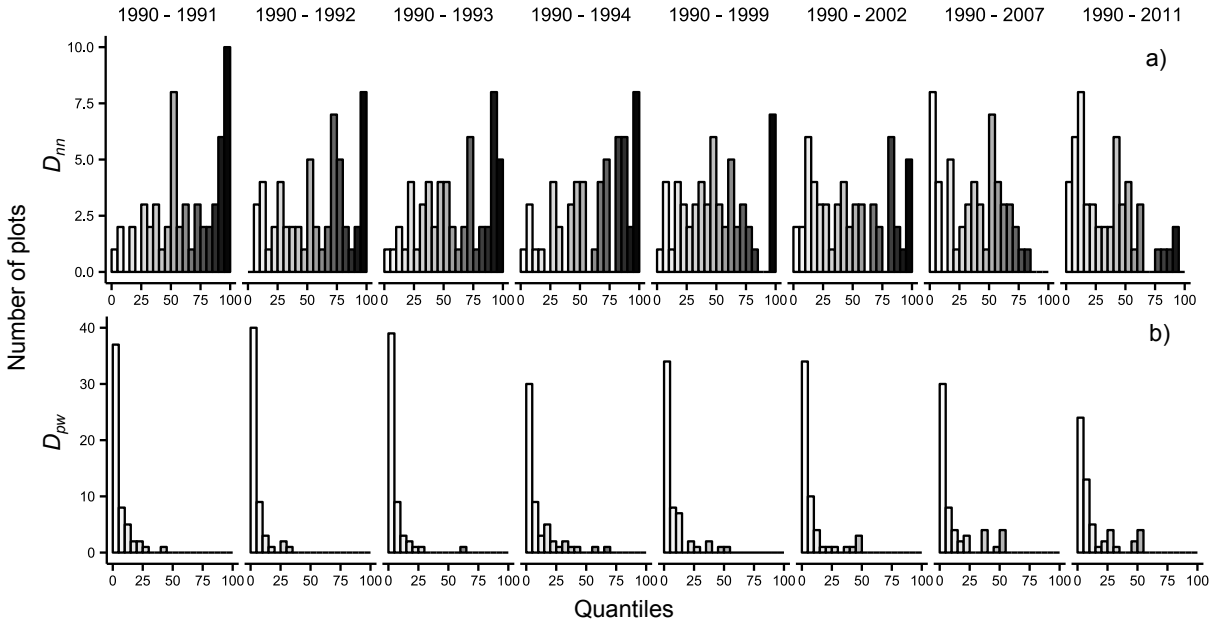 1990 - 1991 1990 - 1992 1990 - 1993 1990 - 1994 1990 - 1999 1990 - 2002 1990 - 2007 1990 - 2011
a)
10.0
7.5
5.0
2.5
0.0
Dnn
0 25 50 75 100 0 25 50 75 100 0 25 50 75 100 0 25 50 75 100 0 25 50 75 100 0 25 50 75 100 0 25 50 75 100 0 25 50 75 100
Number of plots
b)
40
30
20
10
0
Dpw
0 25 50 75 100 0 25 50 75 100 0 25 50 75 100 0 25 50 75 100 0 25 50 75 100 0 25 50 75 100 0 25 50 75 100 0 25 50 75 100
Quantiles